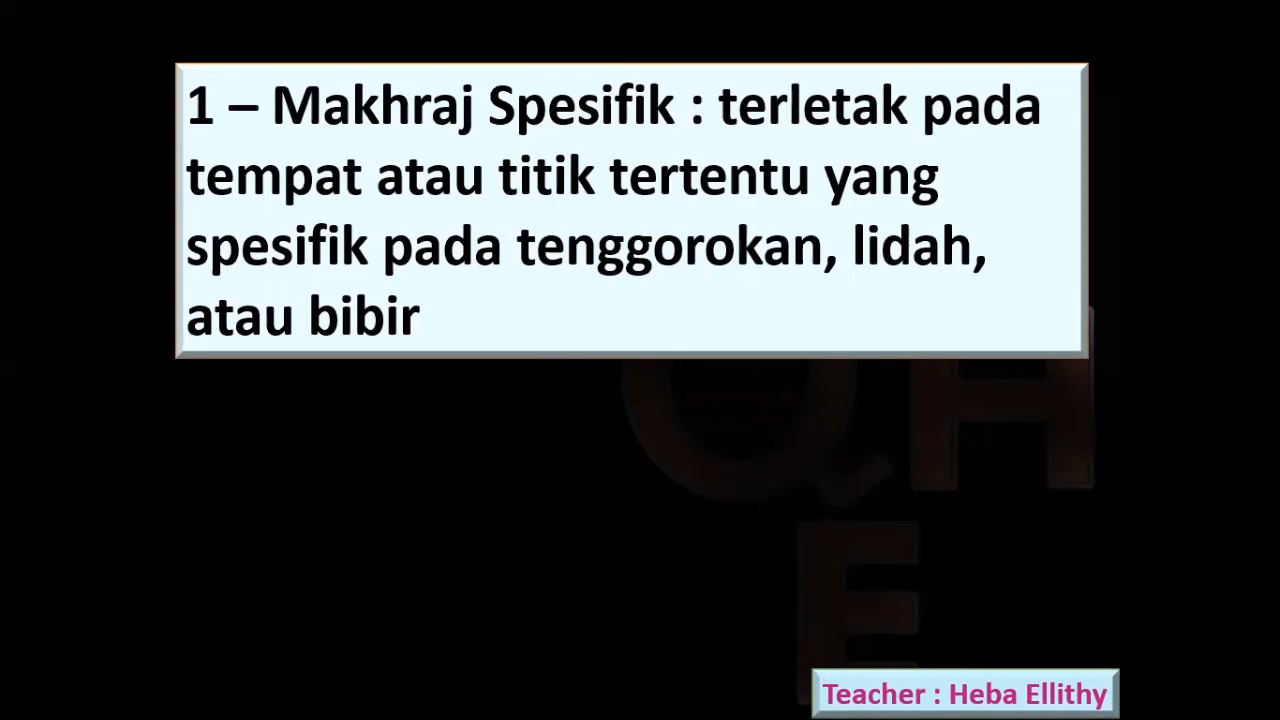 1 – Makhraj Spesifik : terletak pada
tempat atau titik tertentu yang
spesifik pada tenggorokan, lidah,
atau bibir
Q H
E
Teacher : Heba Ellithy